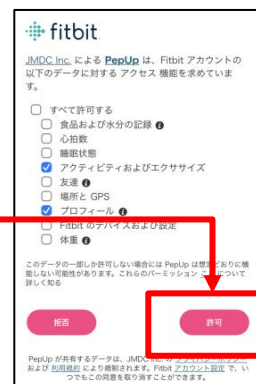 fitbit
JMDC Inc. による PepUp は、Fitbit アカウントの
以下のデータに対する アクセス 機能を求めていま
す。
すべて許可する
食品および水分の記録
心拍数
睡眠状態
アクティビティおよびエクササイズ
友達
場所と GPS
プロフィール
Fitbit のデバイスおよび設定
体重
このデータの一部しか許可しない場合には PepUp は想定どおりに機
能しない可能性があります。これらのパーミッション について
詳しく知る
拒否
許可
PepUp が共有するデータは、JMDC Inc. の プライバシーポリシー
および 利用規約 により規制されます。Fitbit アカウント設定 で、い
つでもこの同意を取り消すことができます。